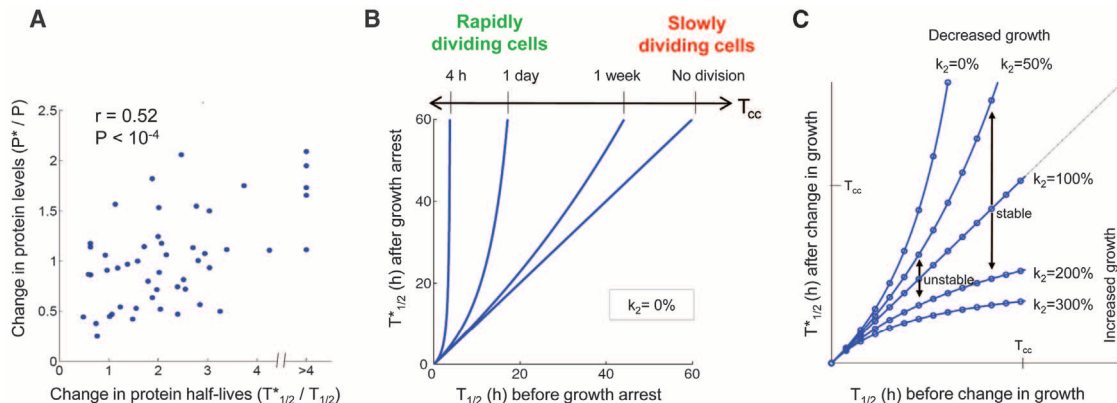 A
2.5
2
1.5
1
0.5
0
r = 0.52
P < 10⁻⁴
Change in protein levels (P* / P)
0 1 2 3 4 >4
Change in protein half-lives (T*₁/₂ / T₁/₂)
B
Rapidly
dividing cells
Slowly
dividing cells
4 h 1 day 1 week No division
Tcc
60
40
20
0
T*₁/₂ (h) after growth arrest
k₂= 0%
0 20 40 60
T₁/₂ (h) before growth arrest
C
Decreased growth
k₂=0% k₂=50%
Tcc
k₂=100%
stable
unstable
k₂=200%
k₂=300%
T*₁/₂ (h) after change in growth
Increased growth
Tcc
T₁/₂ (h) before change in growth